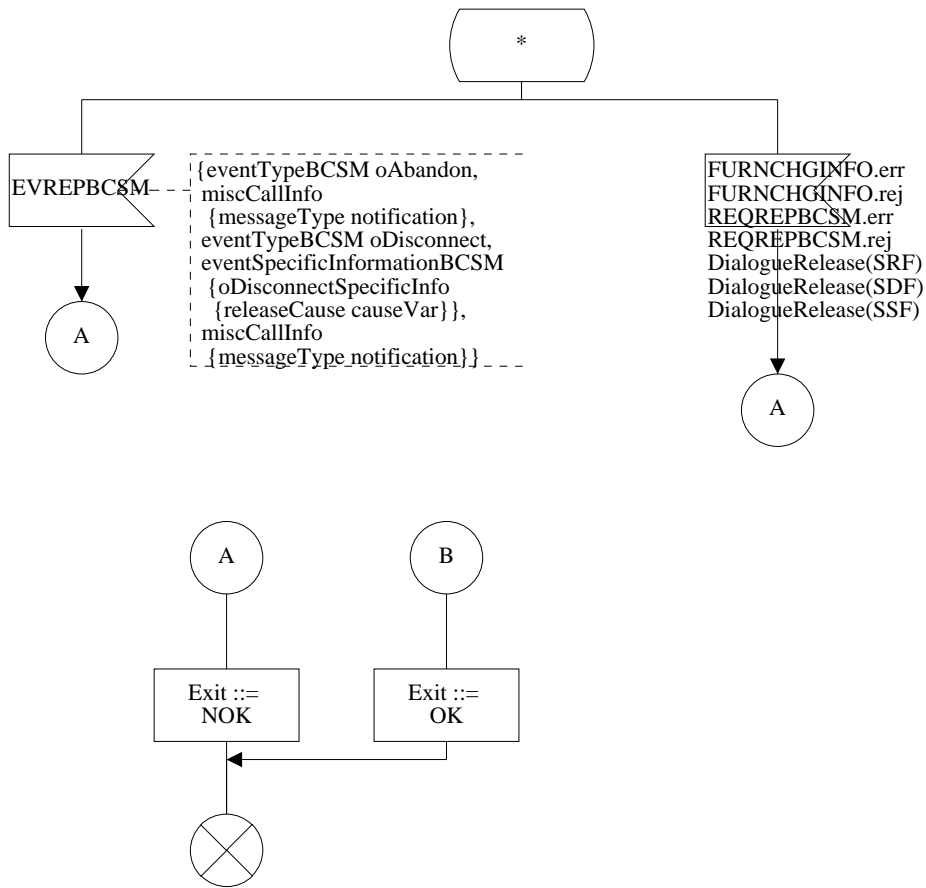 *
EVREPBCSM
{eventTypeBCSM oAbandon,
miscCallInfo
{messageType notification},
eventTypeBCSM oDisconnect,
eventSpecificInformationBCSM
{oDisconnectSpecificInfo
{releaseCause causeVar}},
miscCallInfo
{messageType notification}}
FURNCHGINFO.err
FURNCHGINFO.rej
REQREPBCSM.err
REQREPBCSM.rej
DialogueRelease(SRF)
DialogueRelease(SDF)
DialogueRelease(SSF)
A
A
A
B
Exit ::=
NOK
Exit ::=
OK